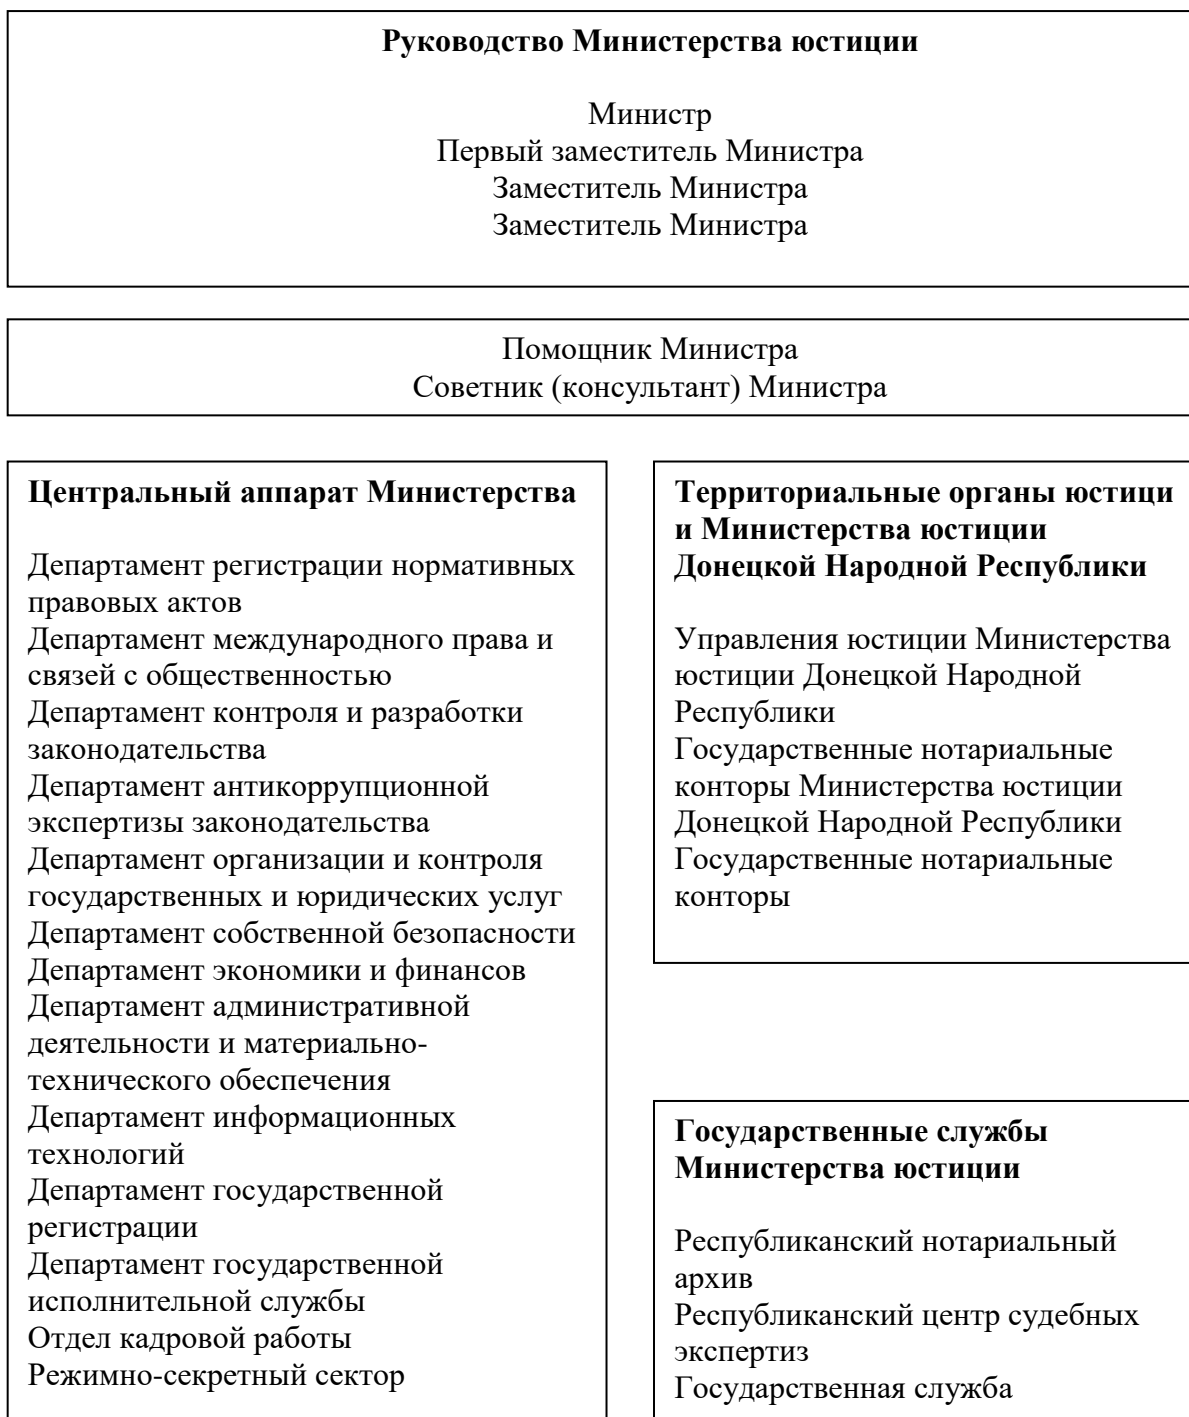 Руководство Министерства юстиции
Министр
Первый заместитель Министра
Заместитель Министра
Заместитель Министра
Помощник Министра
Советник (консультант) Министра
Центральный аппарат Министерства
Департамент регистрации нормативных
правовых актов
Департамент международного права и
связей с общественностью
Департамент контроля и разработки
законодательства
Департамент антикоррупционной
экспертизы законодательства
Департамент организации и контроля
государственных и юридических услуг
Департамент собственной безопасности
Департамент экономики и финансов
Департамент административной
деятельности и материально-
технического обеспечения
Департамент информационных
технологий
Департамент государственной
регистрации
Департамент государственной
исполнительной службы
Отдел кадровой работы
Режимно-секретный сектор
Территориальные органы юстици
и Министерства юстиции
Донецкой Народной Республики
Управления юстиции Министерства
юстиции Донецкой Народной
Республики
Государственные нотариальные
конторы Министерства юстиции
Донецкой Народной Республики
Государственные нотариальные
конторы
Государственные службы
Министерства юстиции
Республиканский нотариальный
архив
Республиканский центр судебных
экспертиз
Государственная служба